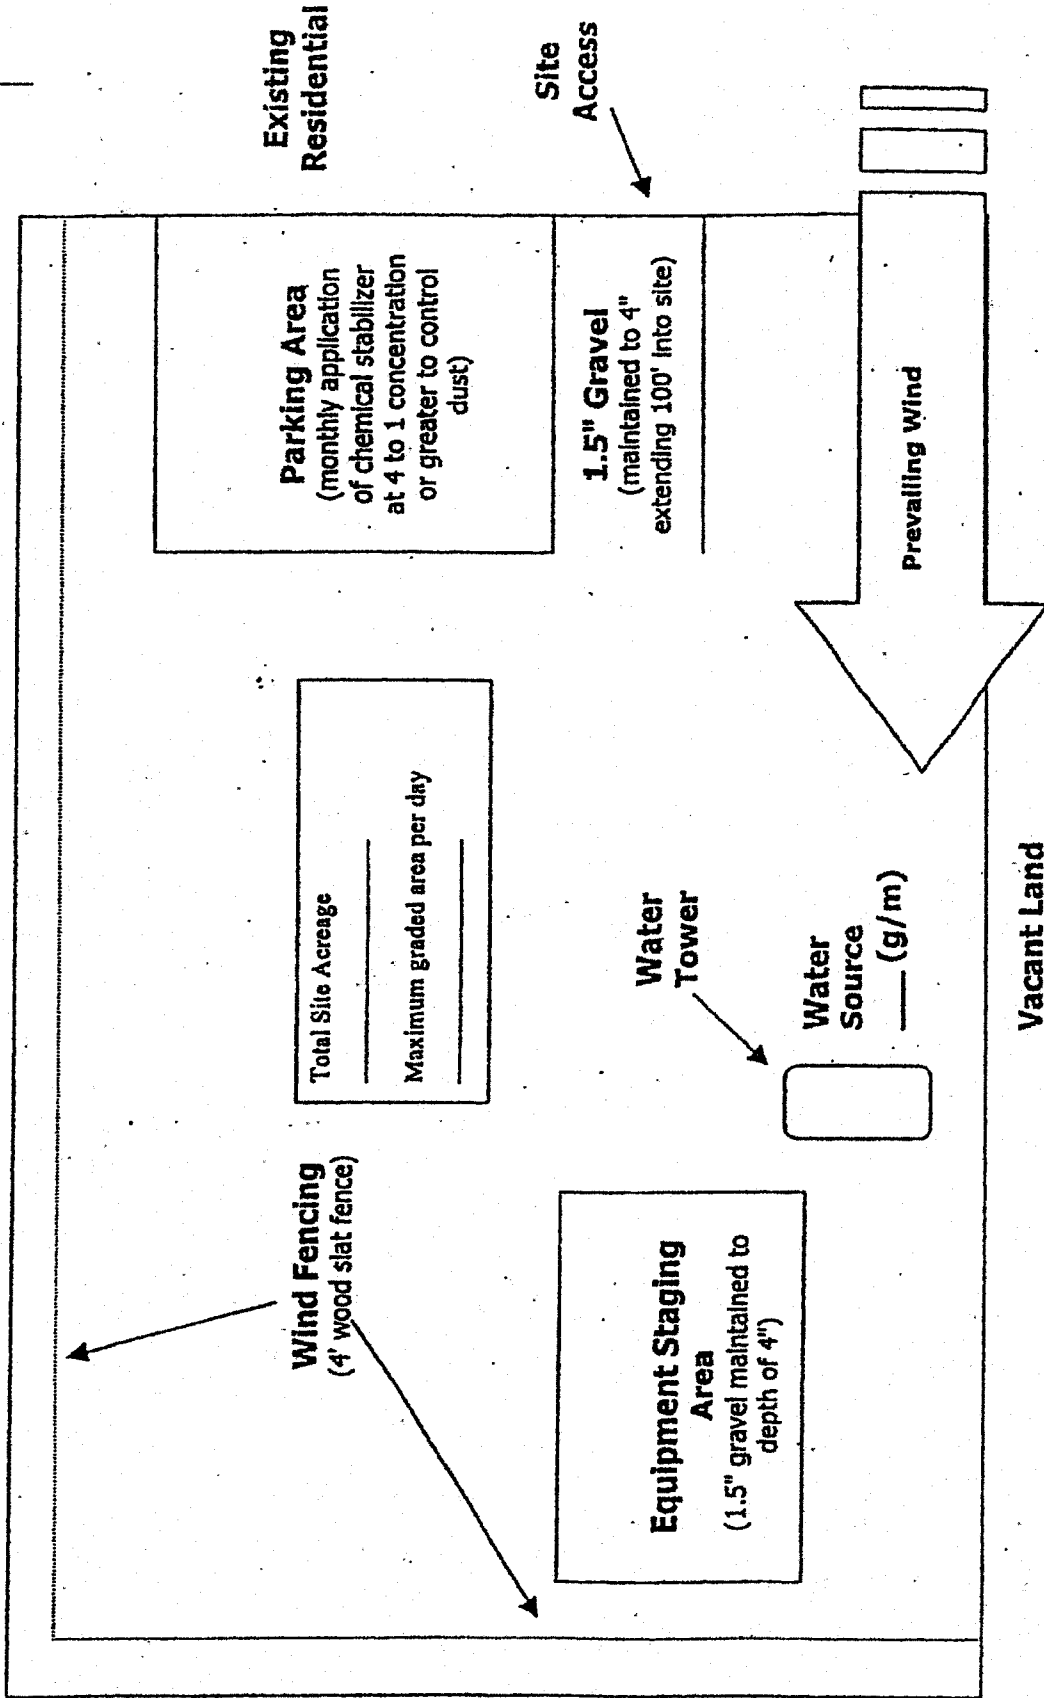 Existing
Residential
Site
Access
Parking Area
(monthly application
of chemical stabilizer
at 4 to 1 concentration
or greater to control
dust)
1.5" Gravel
(maintained to 4"
extending 100' into site)
Prevailing Wind
Total Site Acreage
Maximum graded area per day
Water
Tower
Water
Source
___ (g/m)
Vacant Land
Wind Fencing
(4' wood slat fence)
Equipment Staging
Area
(1.5" gravel maintained to
depth of 4")